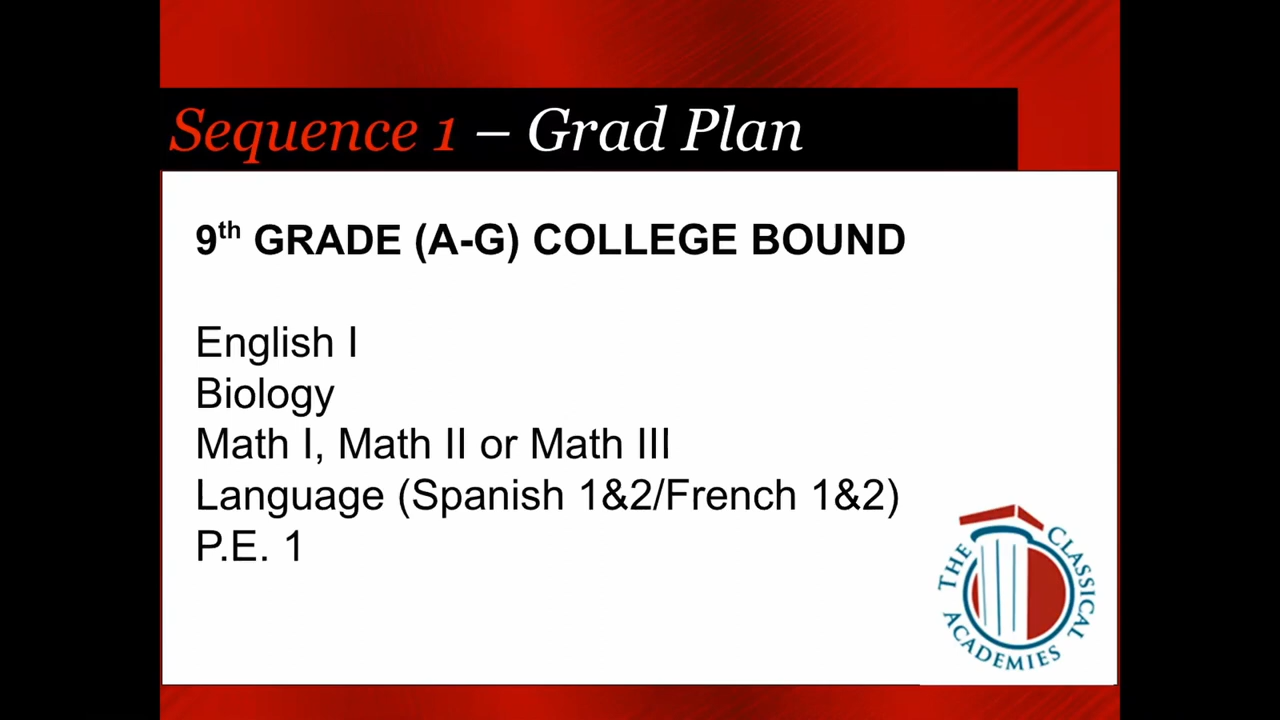 Sequence 1 – Grad Plan
9th GRADE (A-G) COLLEGE BOUND
English I
Biology
Math I, Math II or Math III
Language (Spanish 1&2/French 1&2)
P.E. 1
THE CLASSICAL ACADEMIES